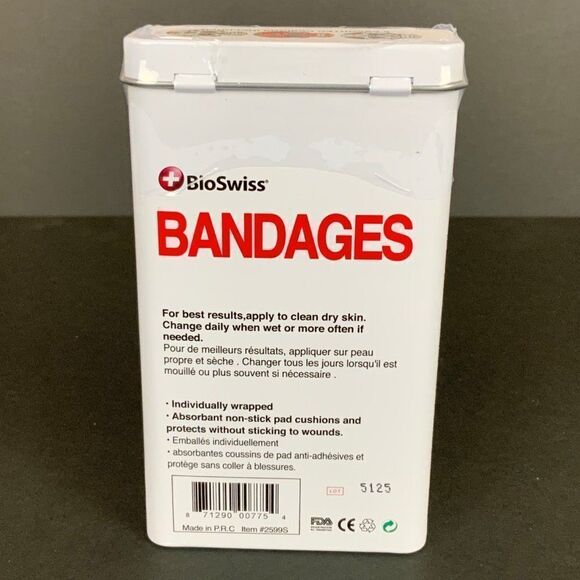 BioSwiss®
BANDAGES
For best results,apply to clean dry skin.
Change daily when wet or more often if
needed.
Pour de meilleurs résultats, appliquer sur peau
propre et sèche . Changer tous les jours lorsqu'il est
mouillé ou plus souvent si nécessaire .
· Individually wrapped
· Absorbant non-stick pad cushions and
protects without sticking to wounds.
· Emballés individuellement
· absorbantes coussins de pad anti-adhésives et
protège sans coller à blessures.
LOT 5125
8 71290 00775 4
Made in P.R.C Item #2599S
FDA CE